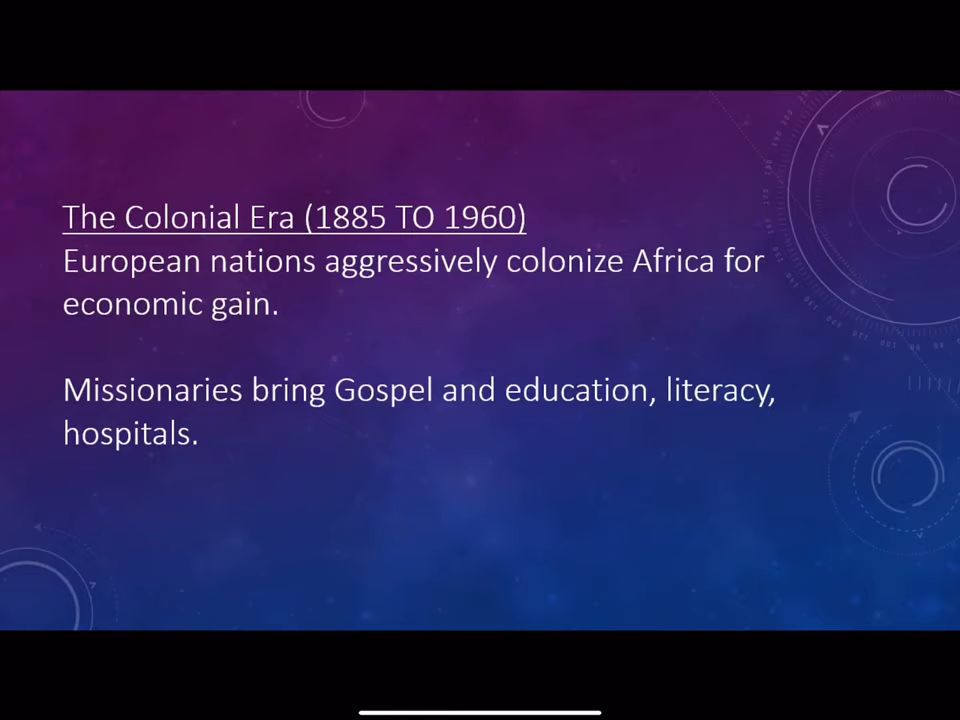 The Colonial Era (1885 TO 1960)
European nations aggressively colonize Africa for
economic gain.
Missionaries bring Gospel and education, literacy,
hospitals.